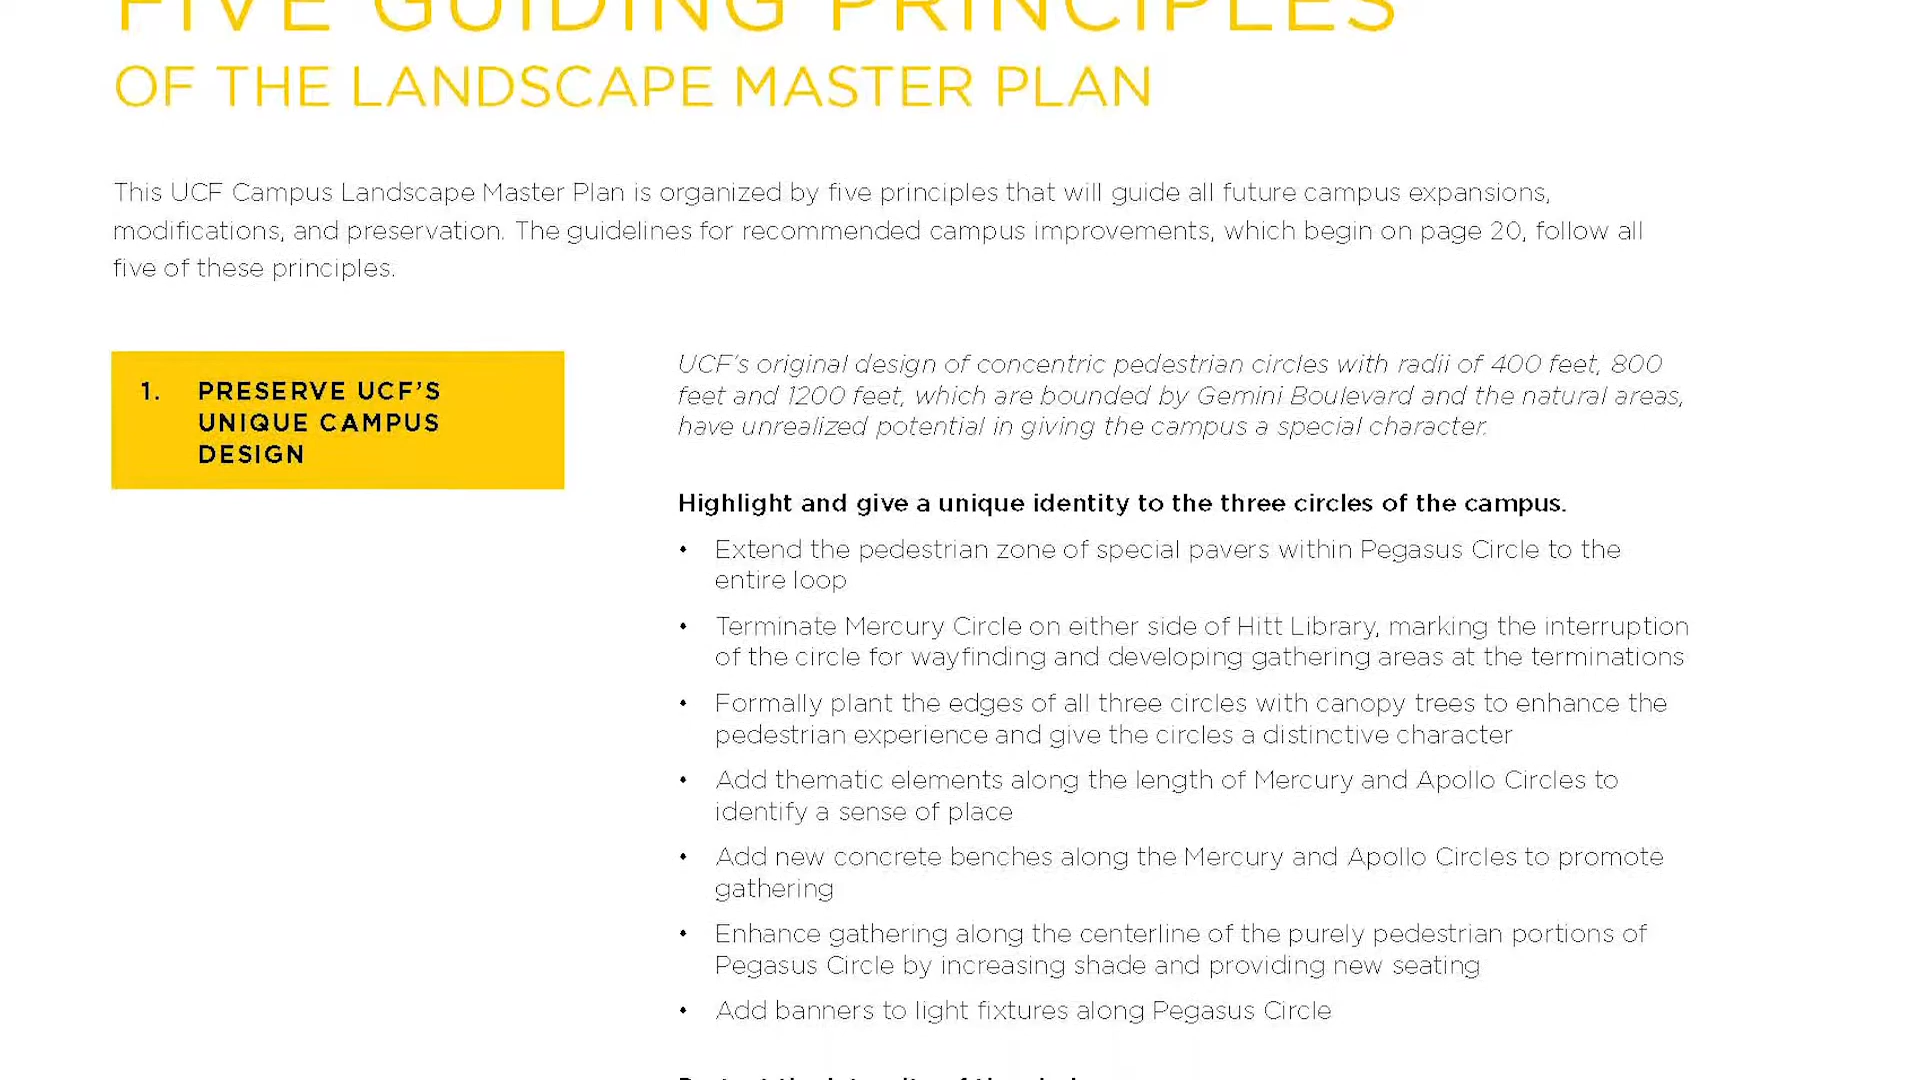 FIVE GUIDING PRINCIPLES
OF THE LANDSCAPE MASTER PLAN
This UCF Campus Landscape Master Plan is organized by five principles that will guide all future campus expansions,
modifications, and preservation. The guidelines for recommended campus improvements, which begin on page 20, follow all
five of these principles.
1. PRESERVE UCF'S
UNIQUE CAMPUS
DESIGN
UCF's original design of concentric pedestrian circles with radii of 400 feet, 800
feet and 1200 feet, which are bounded by Gemini Boulevard and the natural areas,
have unrealized potential in giving the campus a special character.
Highlight and give a unique identity to the three circles of the campus.
• Extend the pedestrian zone of special pavers within Pegasus Circle to the
entire loop
• Terminate Mercury Circle on either side of Hitt Library, marking the interruption
of the circle for wayfinding and developing gathering areas at the terminations
• Formally plant the edges of all three circles with canopy trees to enhance the
pedestrian experience and give the circles a distinctive character
• Add thematic elements along the length of Mercury and Apollo Circles to
identify a sense of place
• Add new concrete benches along the Mercury and Apollo Circles to promote
gathering
• Enhance gathering along the centerline of the purely pedestrian portions of
Pegasus Circle by increasing shade and providing new seating
• Add banners to light fixtures along Pegasus Circle